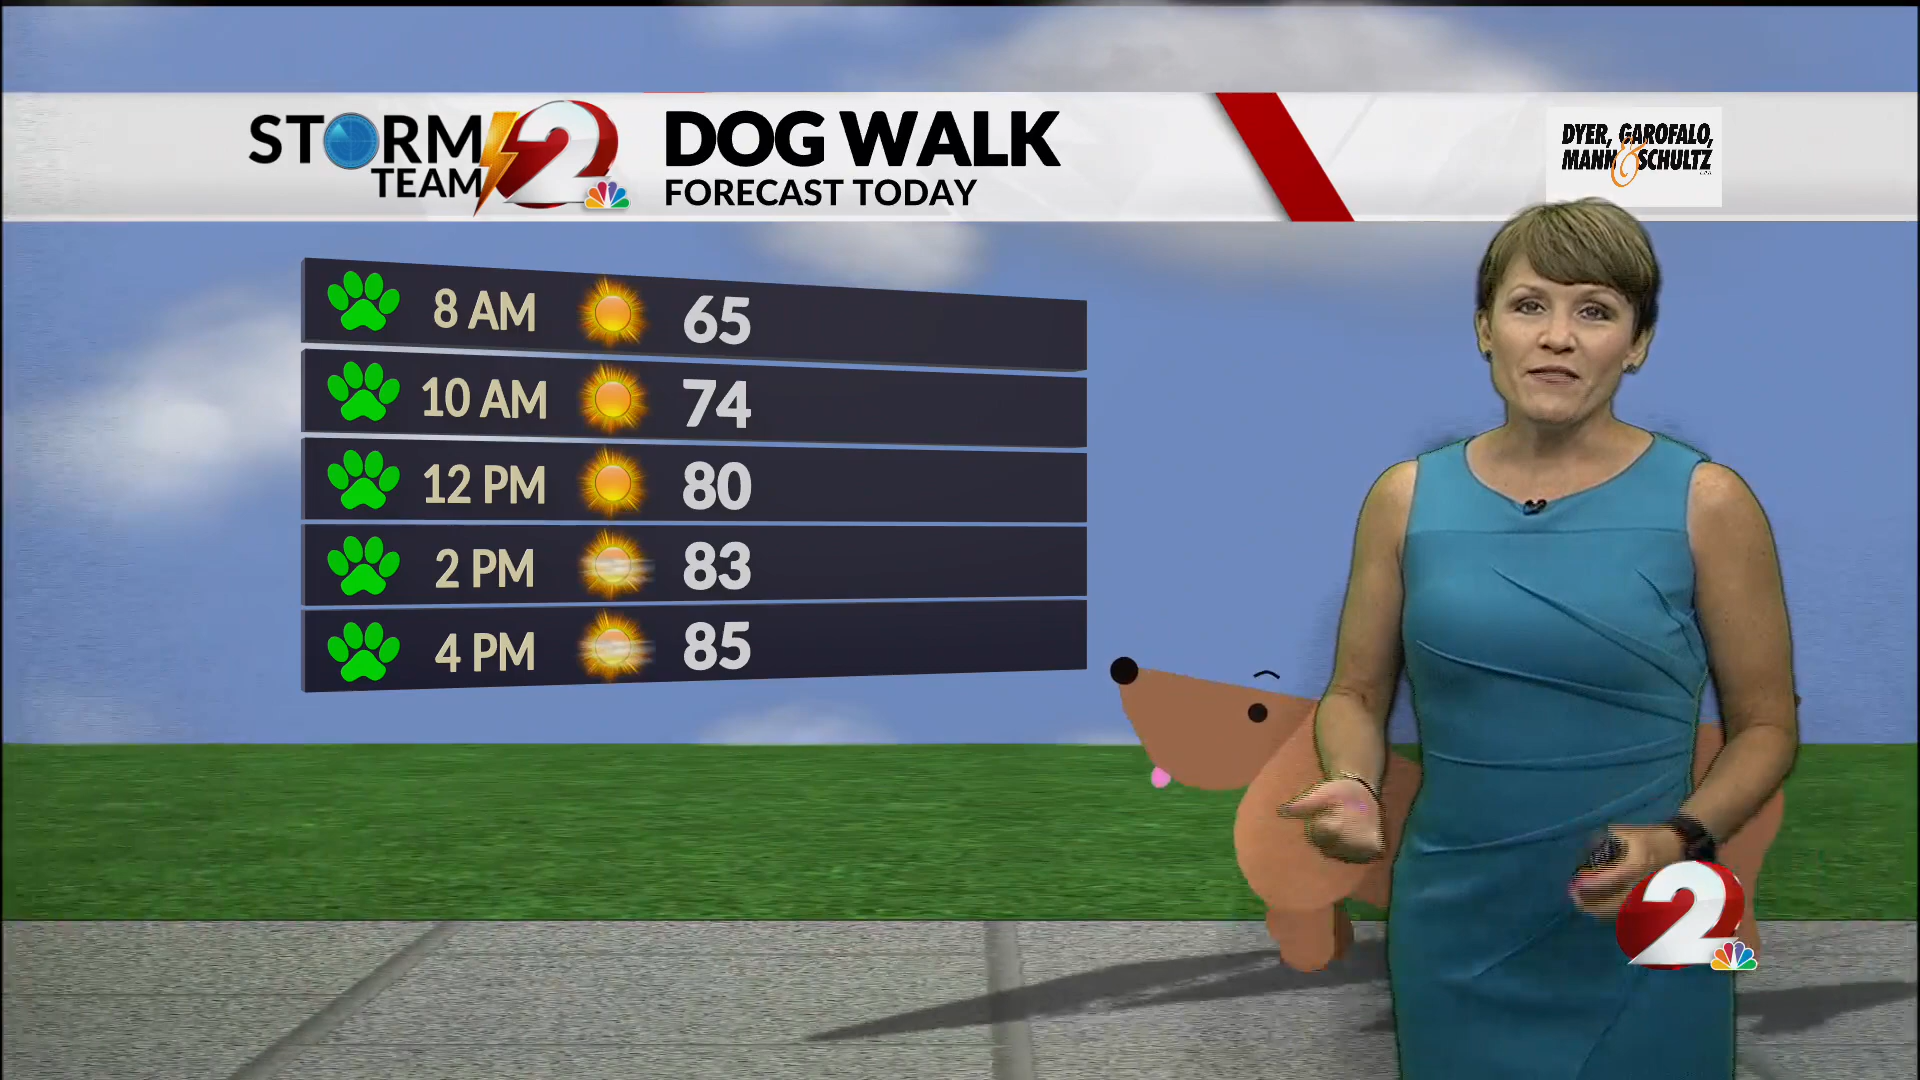 STORM
TEAM
2
DOG WALK
FORECAST TODAY
DYER, GAROFALO,
MANN & SCHULTZ
8 AM 65
10 AM 74
12 PM 80
2 PM 83
4 PM 85
2